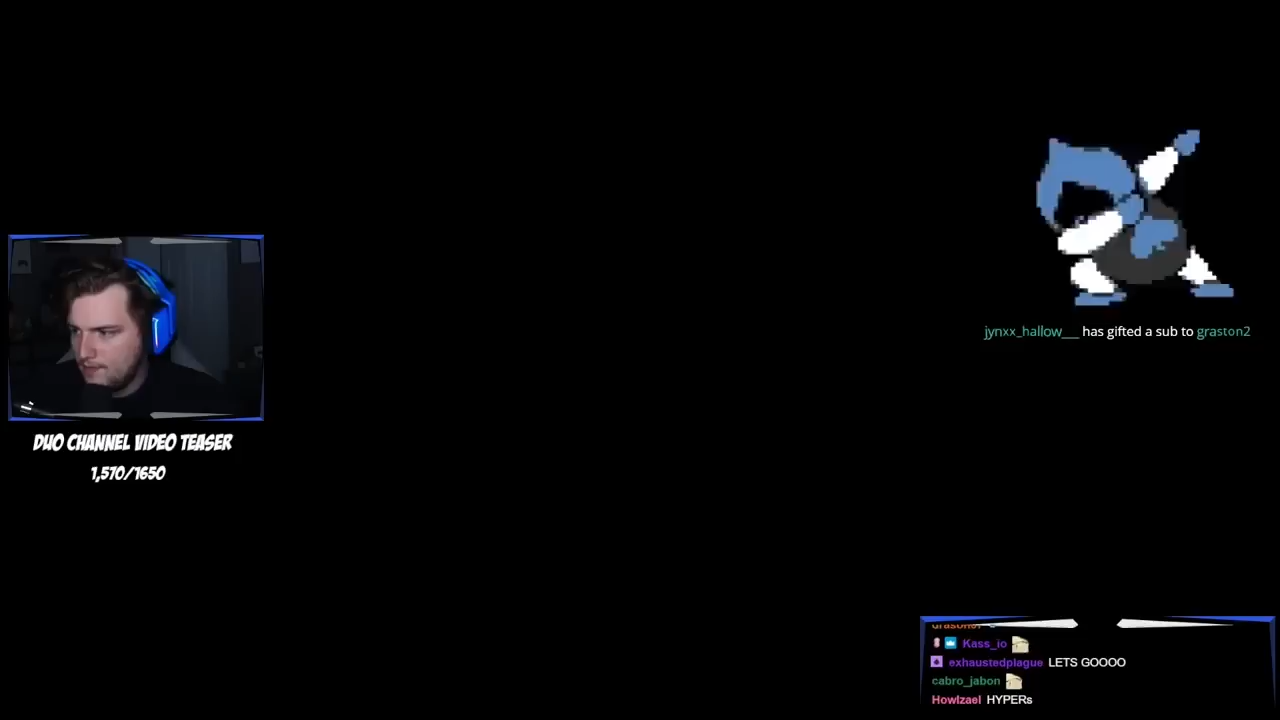 jynxx_hallow___ has gifted a sub to graston2
DUO CHANNEL VIDEO TEASER
1,570/1650
Kass_io
exhaustedplague LETS GOOOO
cabro_jabon
Howlzael HYPERs